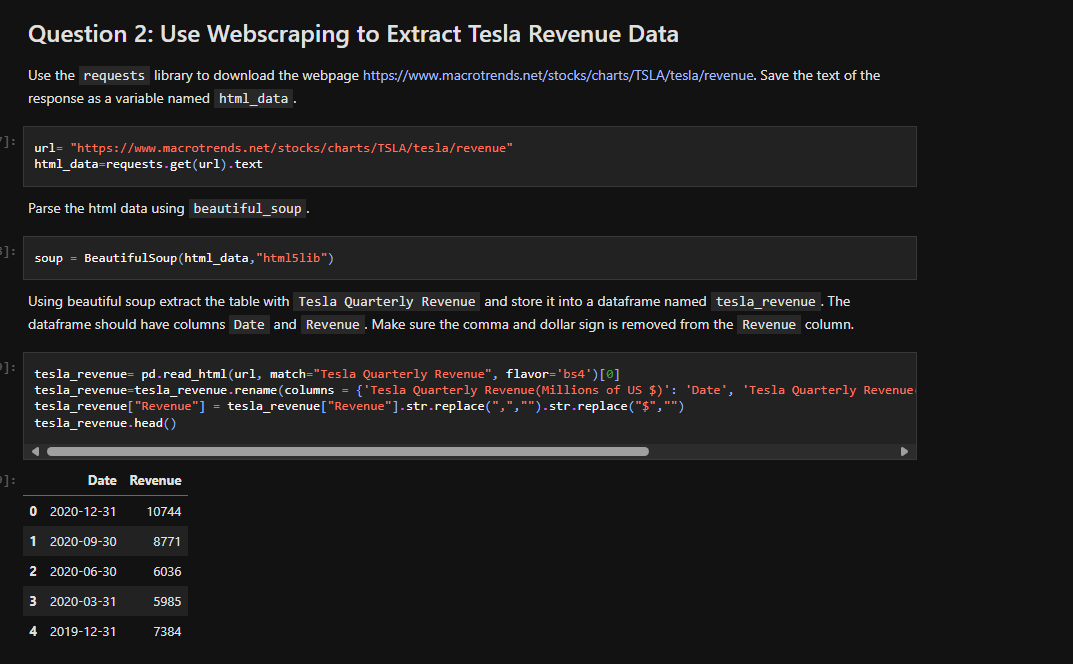 Question 2: Use Webscraping to Extract Tesla Revenue Data
Use the requests library to download the webpage https://www.macrotrends.net/stocks/charts/TSLA/tesla/revenue. Save the text of the
response as a variable named html_data.
]:
url= "https://www.macrotrends.net/stocks/charts/TSLA/tesla/revenue"
html_data=requests.get(url).text
Parse the html data using beautiful_soup.
]:
soup = BeautifulSoup(html_data,"html5lib")
Using beautiful soup extract the table with Tesla Quarterly Revenue and store it into a dataframe named tesla_revenue. The
dataframe should have columns Date and Revenue. Make sure the comma and dollar sign is removed from the Revenue column.
]:
tesla_revenue= pd.read_html(url, match="Tesla Quarterly Revenue", flavor='bs4')[0]
tesla_revenue=tesla_revenue.rename(columns = {'Tesla Quarterly Revenue(Millions of US $)': 'Date', 'Tesla Quarterly Revenue
tesla_revenue["Revenue"] = tesla_revenue["Revenue"].str.replace(",","").str.replace("$","")
tesla_revenue.head()
]:
Date Revenue
0 2020-12-31 10744
1 2020-09-30 8771
2 2020-06-30 6036
3 2020-03-31 5985
4 2019-12-31 7384